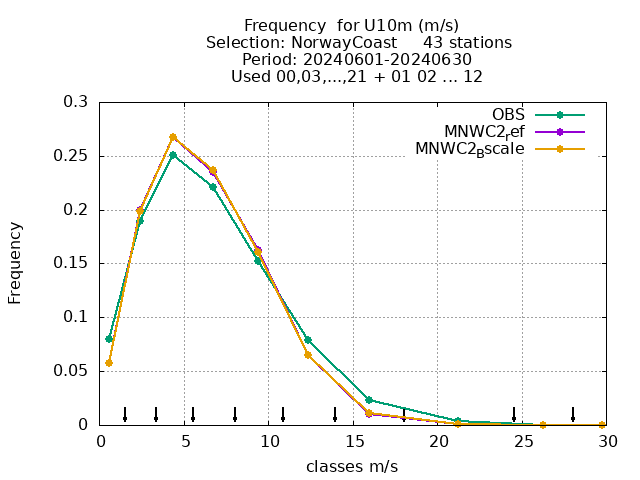 Frequency  for U10m (m/s)
Selection: NorwayCoast     43 stations
Period: 20240601-20240630
Used 00,03,...,21 + 01 02 ... 12
OBS
MNWC2ref
MNWC2Bscale
0.3
0.25
0.2
0.15
0.1
0.05
0
Frequency
0 5 10 15 20 25 30
classes m/s